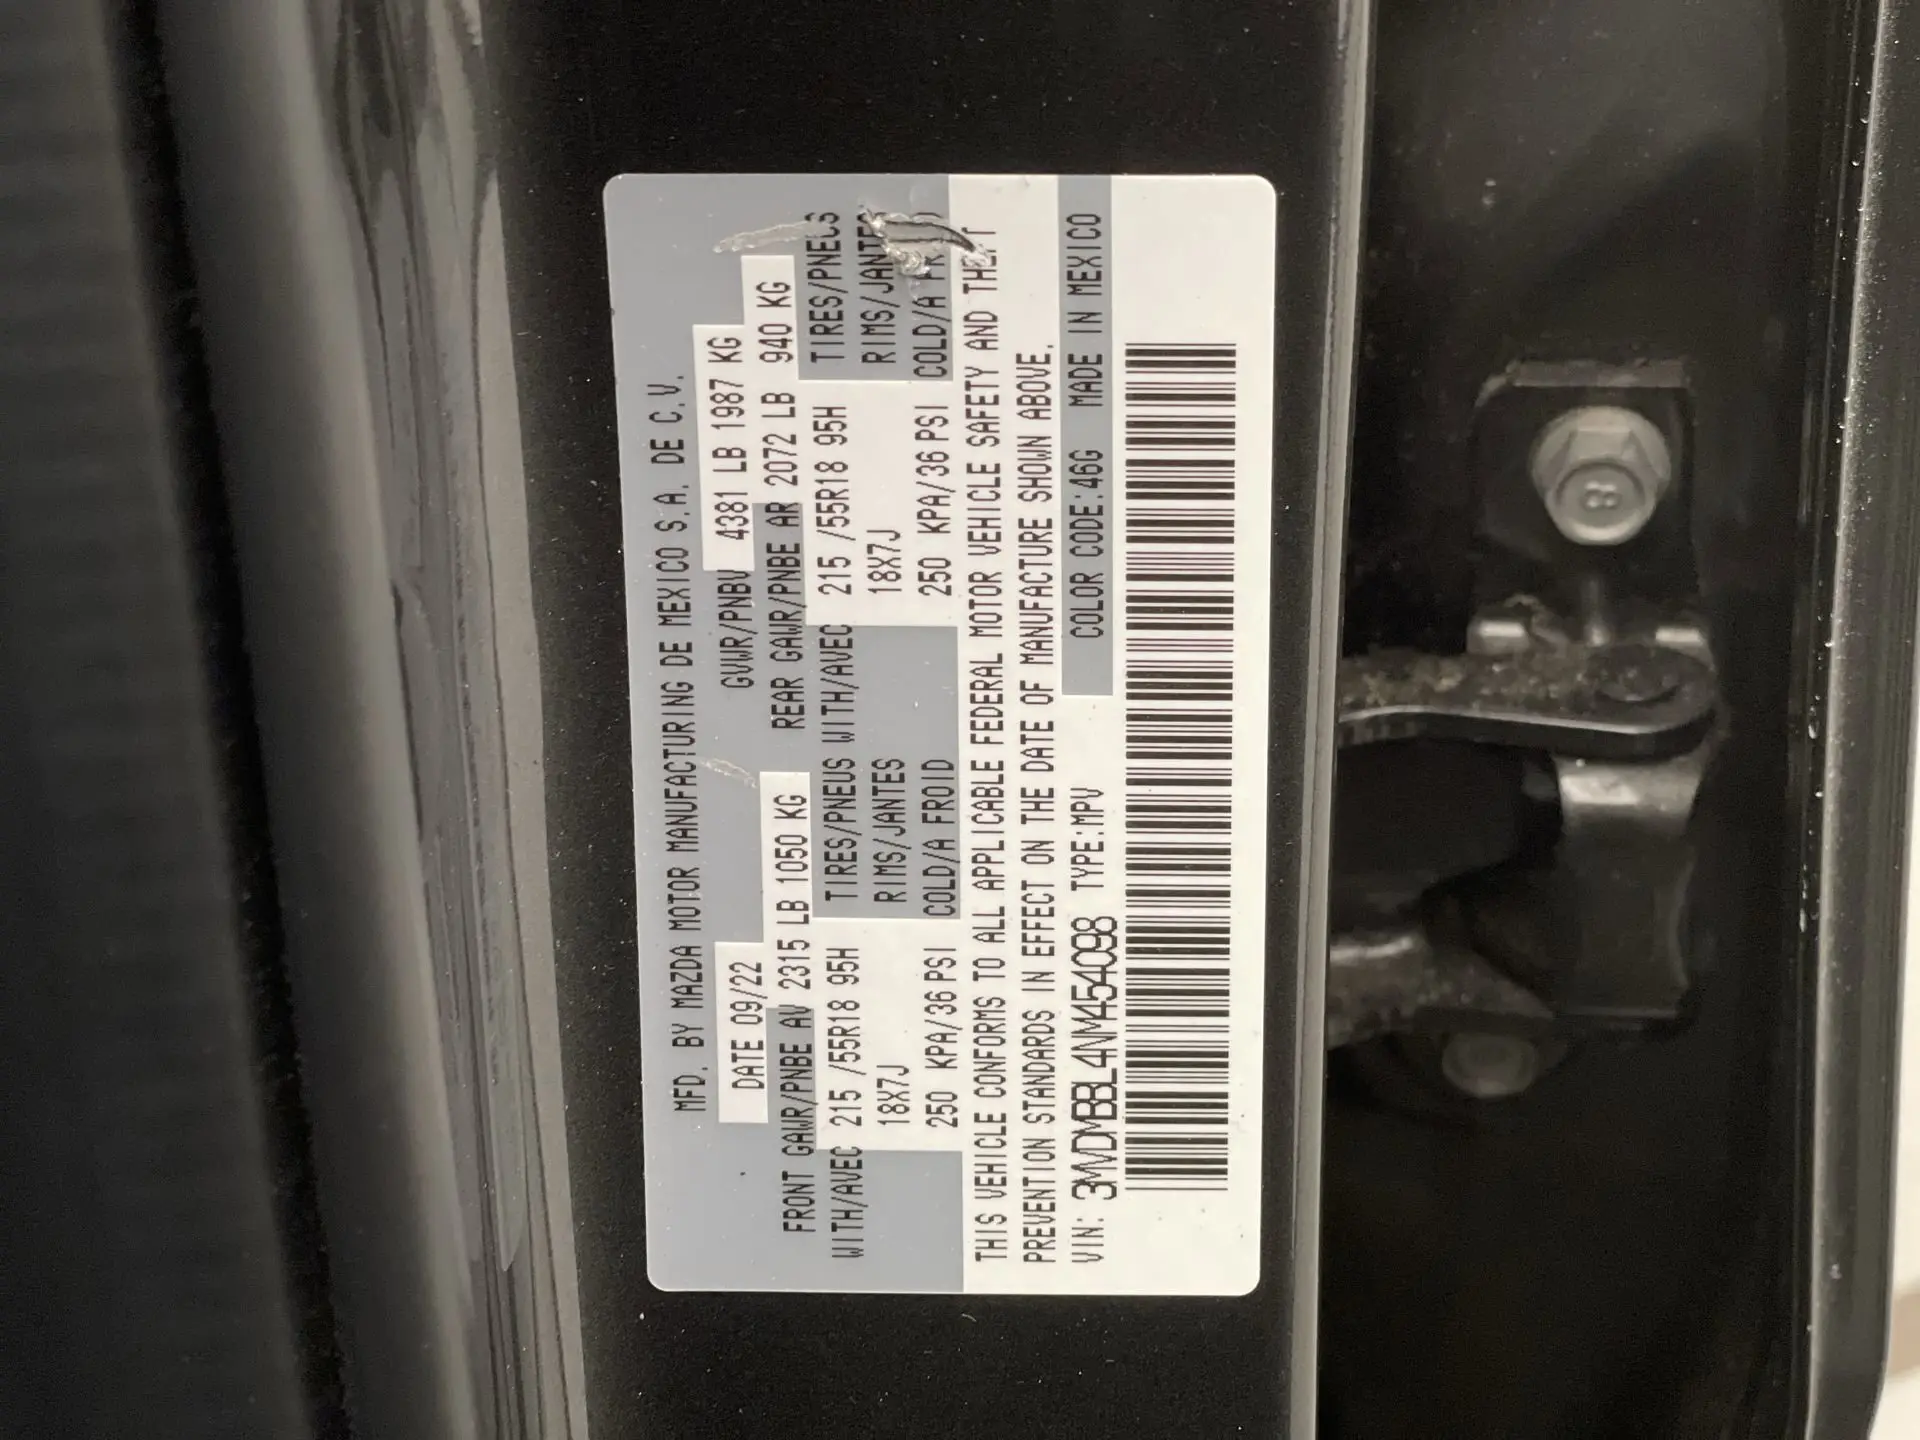 MFD. BY MAZDA MOTOR MANUFACTURING DE MEXICO S.A. DE C.V.
DATE 09/22 GVWR/PNBV 4381 LB 1987 KG
FRONT GAWR/PNBE AV 2315 LB 1050 KG REAR GAWR/PNBE AR 2072 LB 940 KG
WITH/AVEC 215 /55R18 95H TIRES/PNEUS WITH/AVEC 215 /55R18 95H TIRES/PNEUS
18X7J RIMS/JANTES 18X7J RIMS/JANTES
250 KPA/36 PSI COLD/A FROID 250 KPA/36 PSI COLD/A
THIS VEHICLE CONFORMS TO ALL APPLICABLE FEDERAL MOTOR VEHICLE SAFETY AND THEFT
PREVENTION STANDARDS IN EFFECT ON THE DATE OF MANUFACTURE SHOWN ABOVE.
VIN: 3MVDMBBL4NM454098 TYPE:MPV COLOR CODE:46G MADE IN MEXICO
8